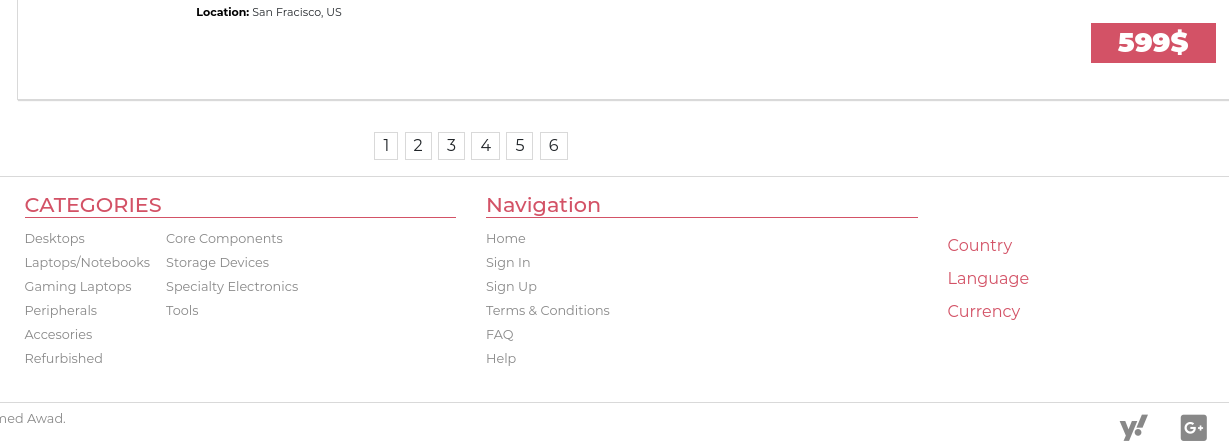 Location: San Fracisco, US
599$
1 2 3 4 5 6
CATEGORIES
Desktops
Laptops/Notebooks
Gaming Laptops
Peripherals
Accesories
Refurbished
Core Components
Storage Devices
Specialty Electronics
Tools
Navigation
Home
Sign In
Sign Up
Terms & Conditions
FAQ
Help
Country
Language
Currency
Awad.
y!
G+